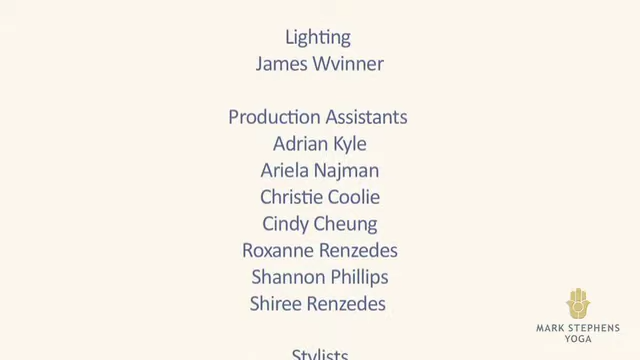 Lighting
James Wvinner
Production Assistants
Adrian Kyle
Ariela Najman
Christie Coolie
Cindy Cheung
Roxanne Renzedes
Shannon Phillips
Shiree Renzedes
Stylists
MARK STEPHENS
YOGA